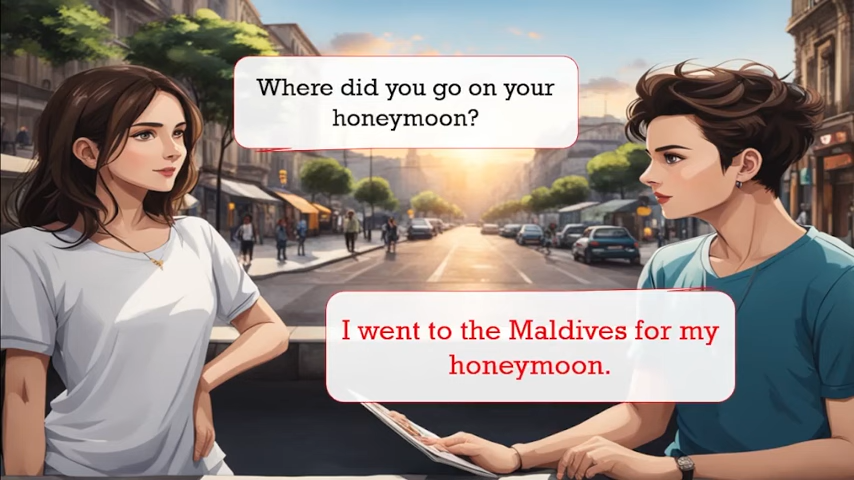 Where did you go on your
honeymoon?
I went to the Maldives for my
honeymoon.